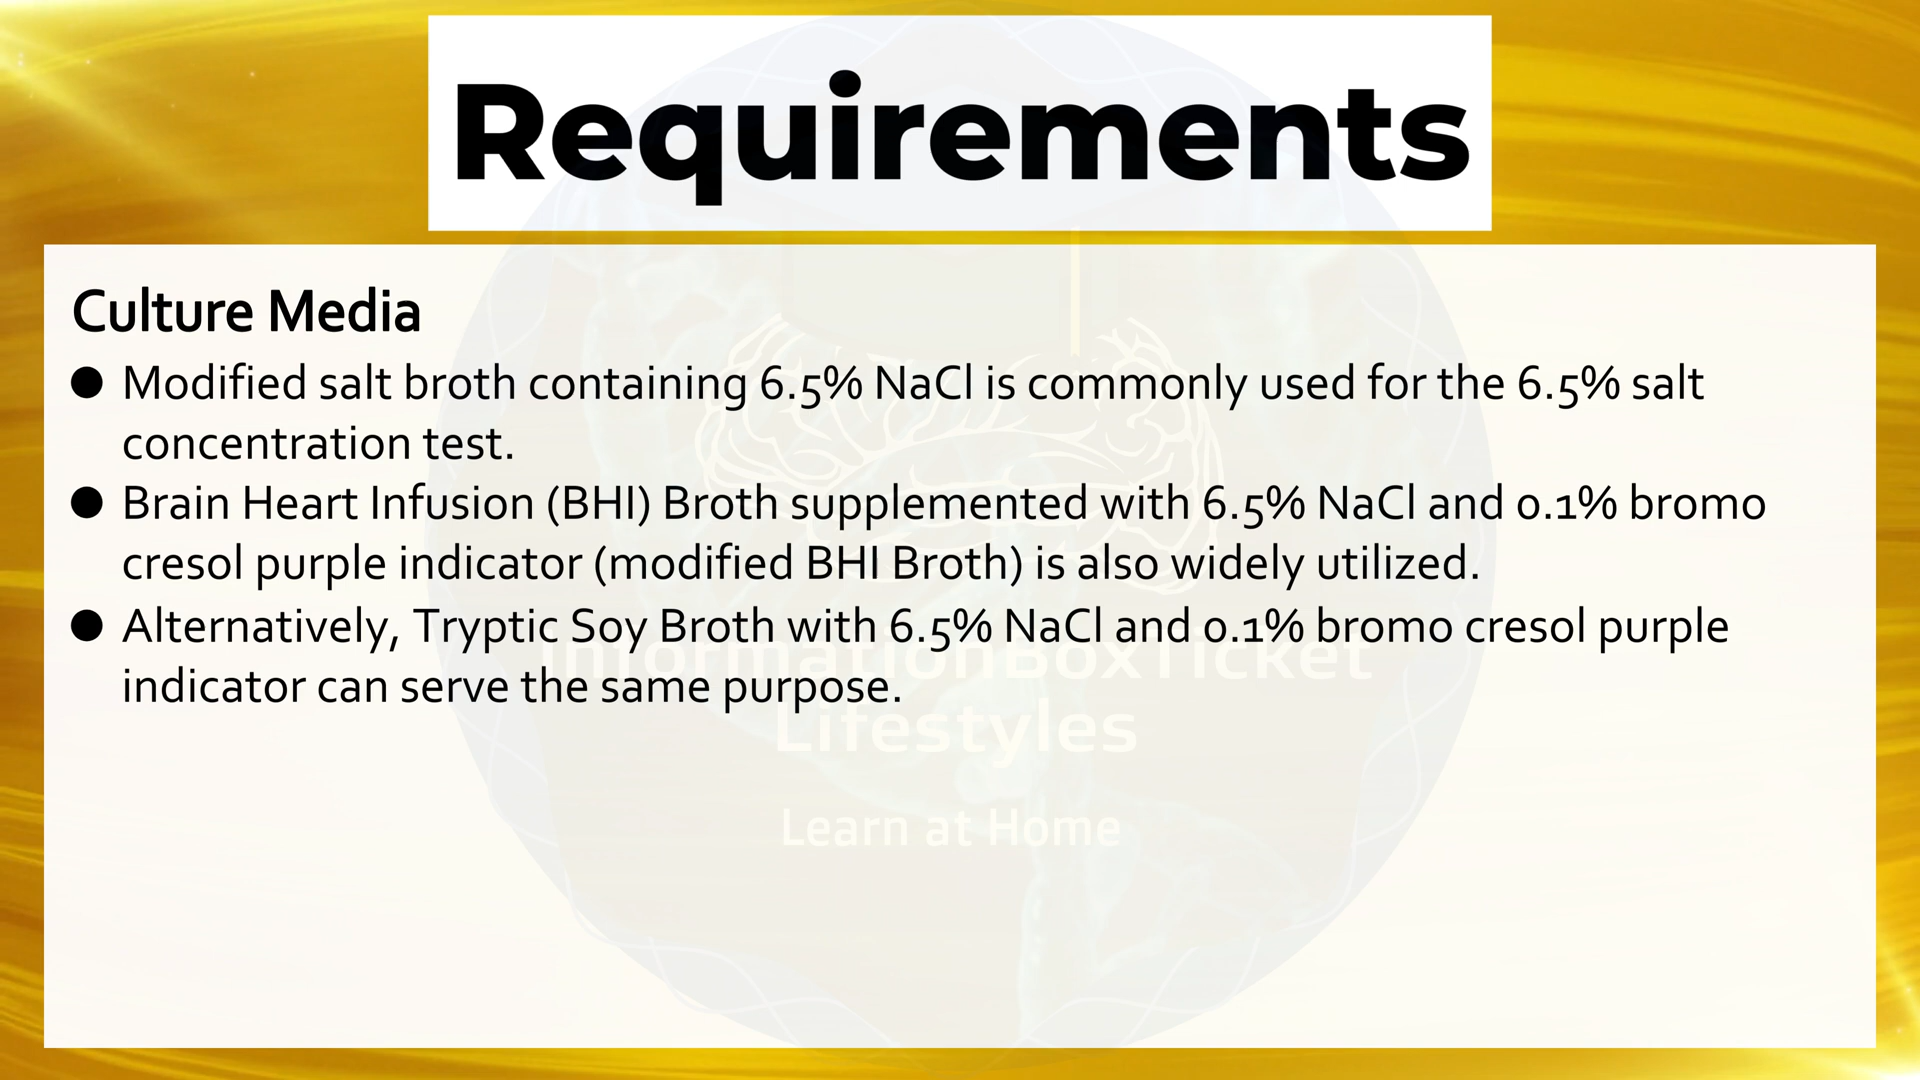 Requirements
Culture Media
● Modified salt broth containing 6.5% NaCl is commonly used for the 6.5% salt
concentration test.
● Brain Heart Infusion (BHI) Broth supplemented with 6.5% NaCl and 0.1% bromo
cresol purple indicator (modified BHI Broth) is also widely utilized.
● Alternatively, Tryptic Soy Broth with 6.5% NaCl and 0.1% bromo cresol purple
indicator can serve the same purpose.
InformationBoxTicket
Lifestyles
Learn at Home